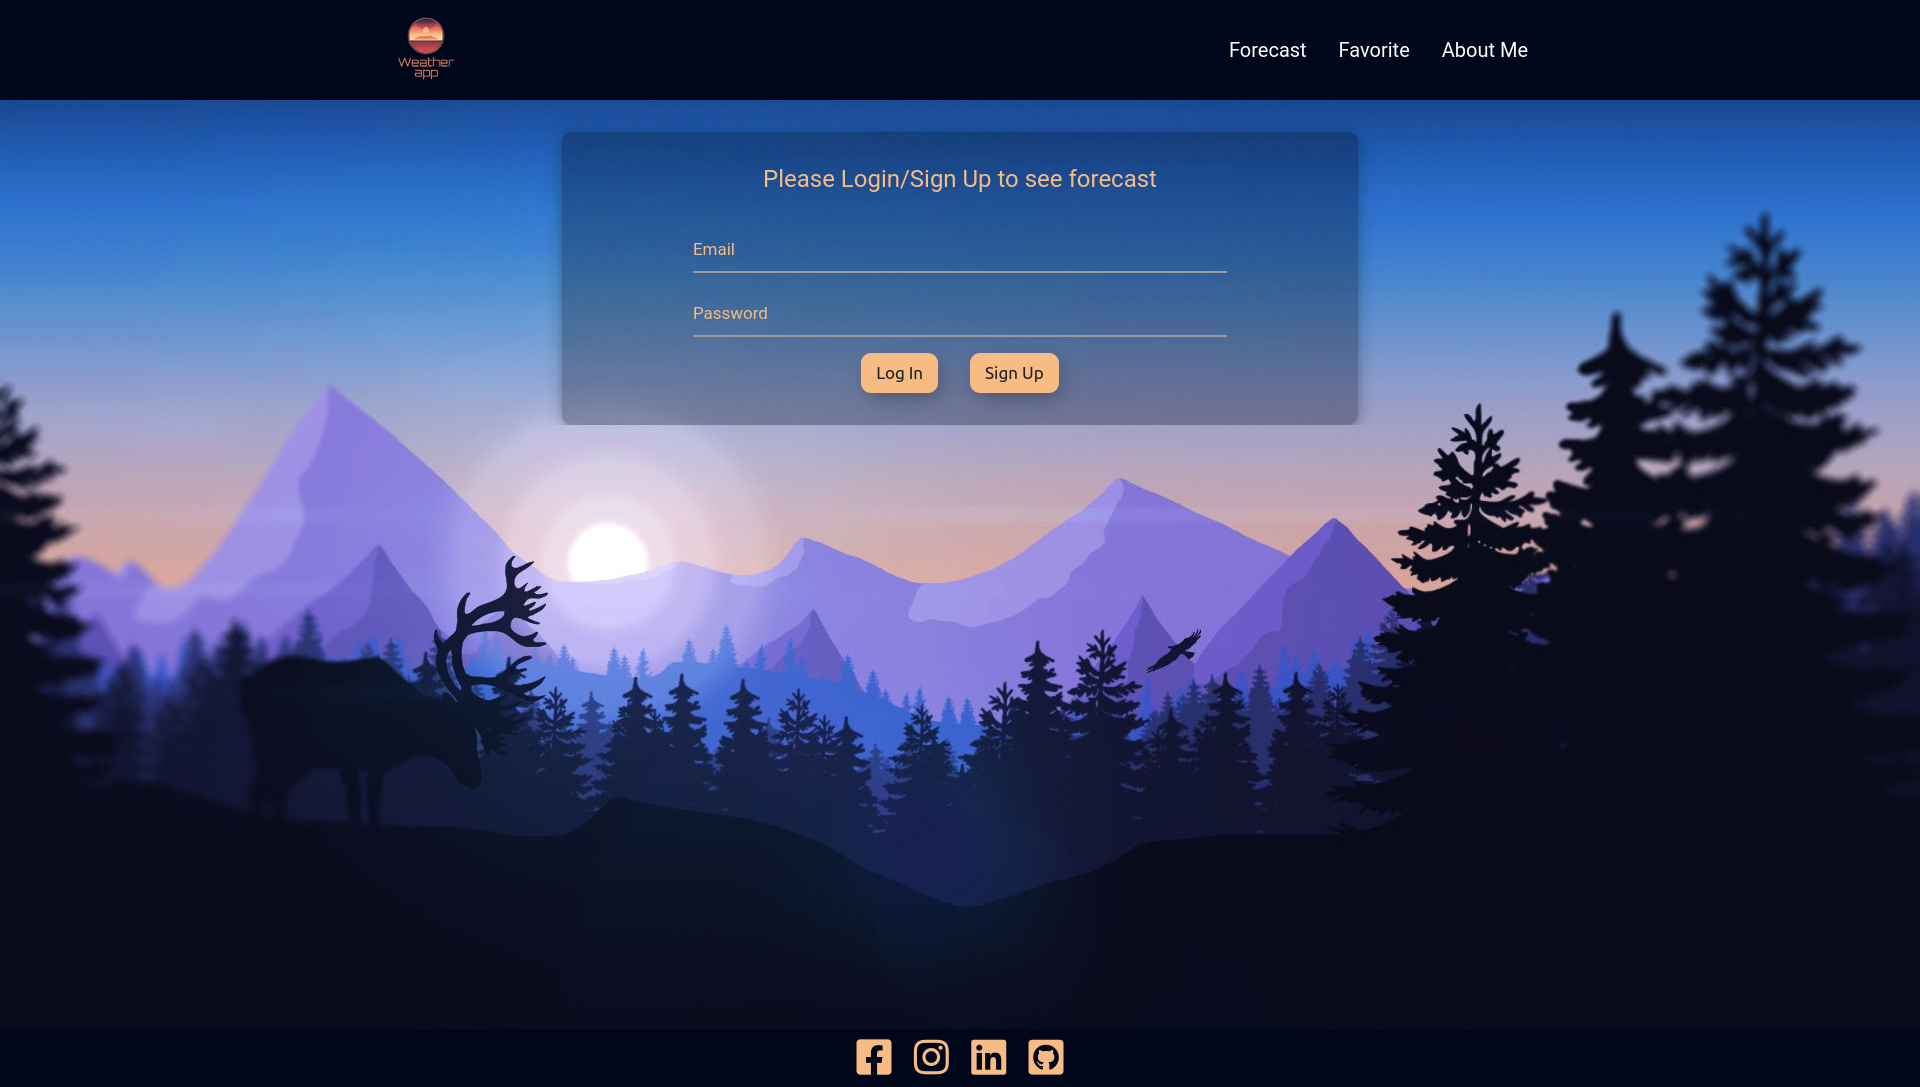 Weather
app
Forecast Favorite About Me
Please Login/Sign Up to see forecast
Email
Password
Log In Sign Up